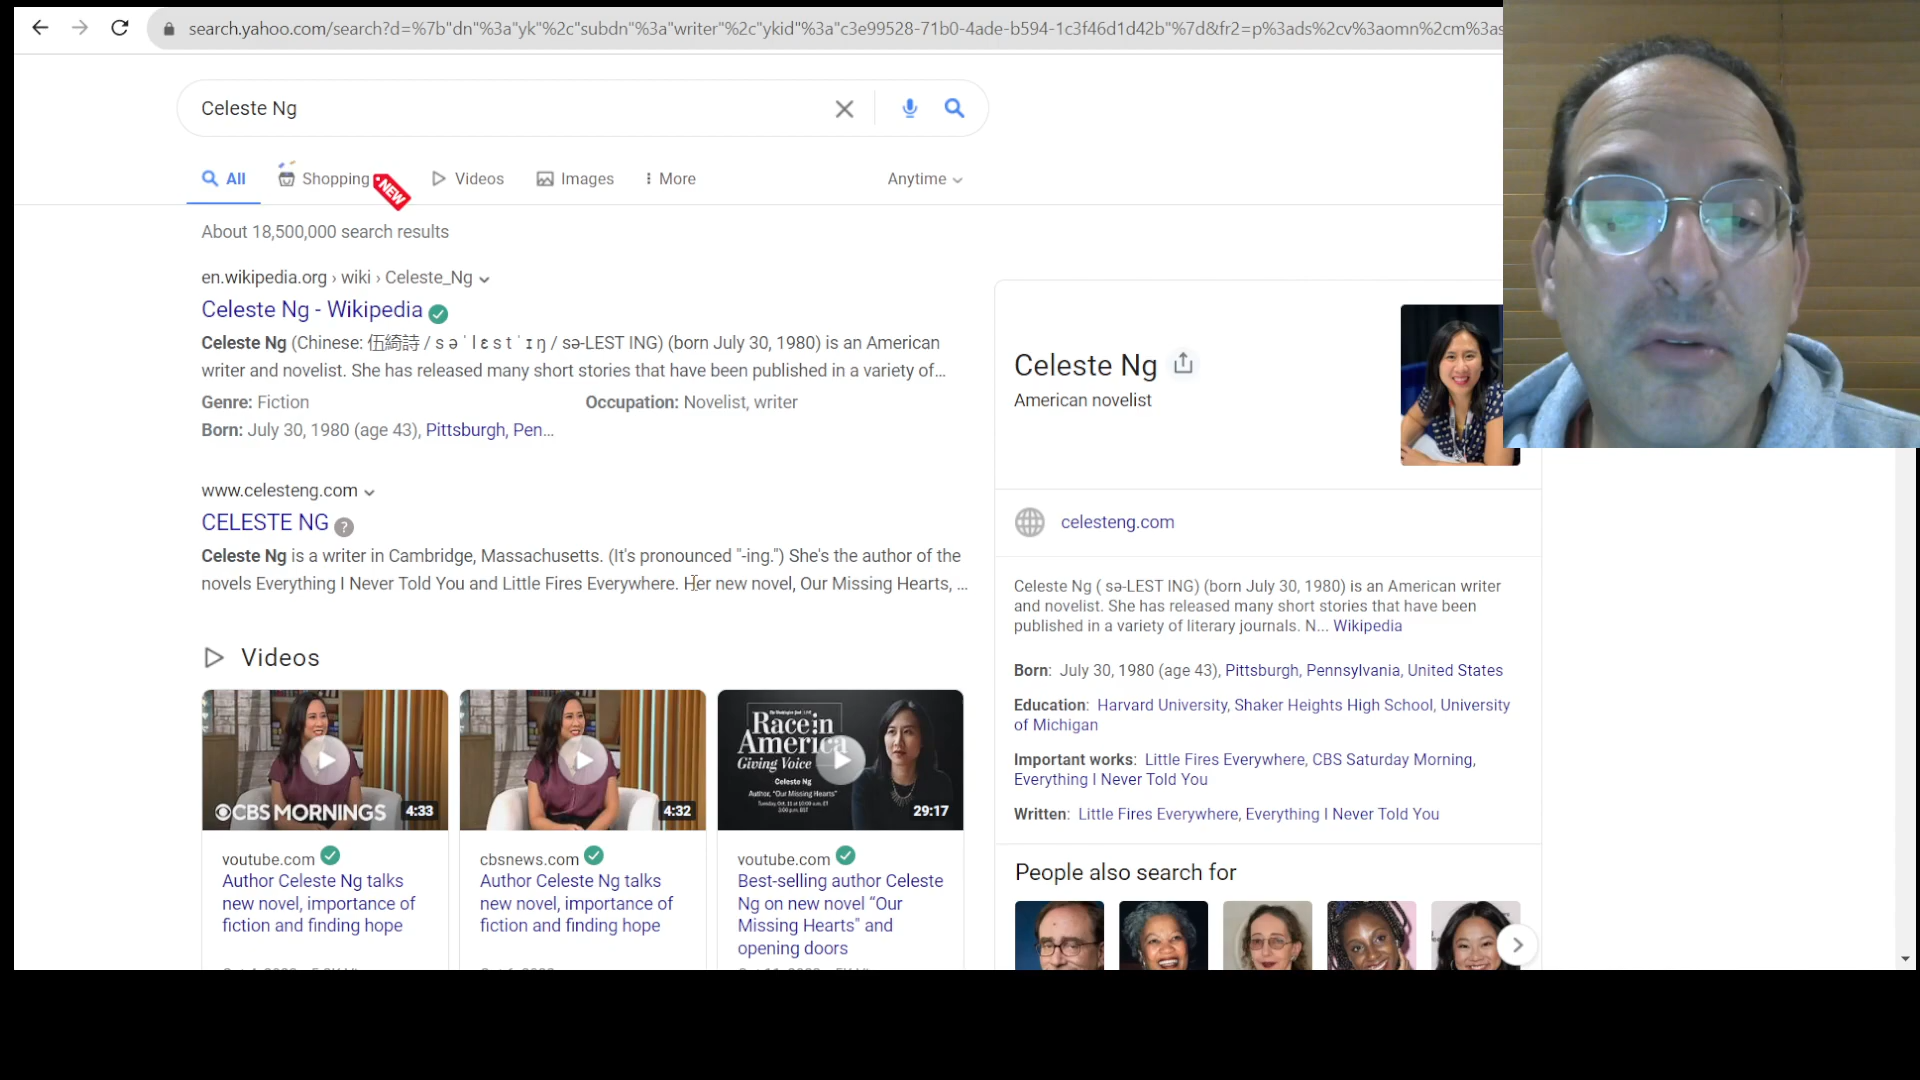 search.yahoo.com/search?d=%7b"dn"%3a"yk"%2c"subdn"%3a"writer"%2c"ykid"%3a"c3e99528-71b0-4ade-b594-1c3f46d1d42b"%7d&fr2=p%3ads%2cv%3aomn%2cm%3as
Celeste Ng
All Shopping NEW Videos Images More Anytime
About 18,500,000 search results
en.wikipedia.org › wiki › Celeste_Ng
Celeste Ng - Wikipedia
Celeste Ng (Chinese: 伍綺詩 / s ə ˈ l ɛ s t ˈ ɪ ŋ / sə-LEST ING) (born July 30, 1980) is an American
writer and novelist. She has released many short stories that have been published in a variety of...
Genre: Fiction Occupation: Novelist, writer
Born: July 30, 1980 (age 43), Pittsburgh, Pen...
www.celesteng.com
CELESTE NG
Celeste Ng is a writer in Cambridge, Massachusetts. (It's pronounced "-ing.") She's the author of the
novels Everything I Never Told You and Little Fires Everywhere. Her new novel, Our Missing Hearts, ...
Videos
CBS MORNINGS 4:33
youtube.com
Author Celeste Ng talks
new novel, importance of
fiction and finding hope
4:32
cbsnews.com
Author Celeste Ng talks
new novel, importance of
fiction and finding hope
The Washington Post LIVE
Race in
America
Giving Voice
Celeste Ng
Author, "Our Missing Hearts"
29:17
youtube.com
Best-selling author Celeste
Ng on new novel “Our
Missing Hearts" and
opening doors
Celeste Ng
American novelist
celesteng.com
Celeste Ng ( sə-LEST ING) (born July 30, 1980) is an American writer
and novelist. She has released many short stories that have been
published in a variety of literary journals. N... Wikipedia
Born: July 30, 1980 (age 43), Pittsburgh, Pennsylvania, United States
Education: Harvard University, Shaker Heights High School, University
of Michigan
Important works: Little Fires Everywhere, CBS Saturday Morning,
Everything I Never Told You
Written: Little Fires Everywhere, Everything I Never Told You
People also search for